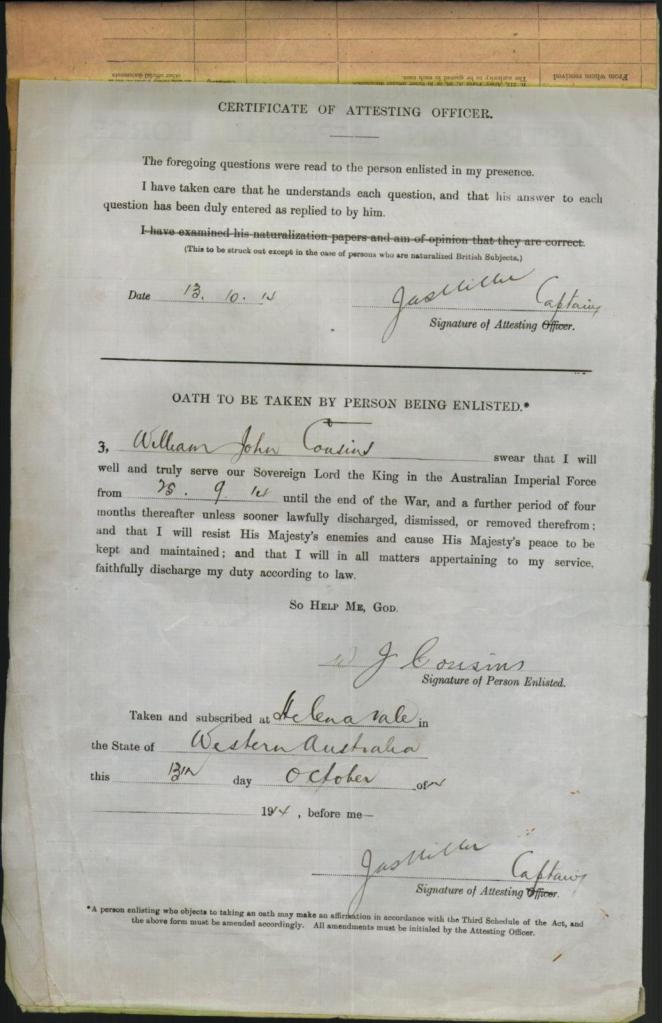 From whom received
CERTIFICATE OF ATTESTING OFFICER.
The foregoing questions were read to the person enlisted in my presence.
I have taken care that he understands each question, and that his answer to each
question has been duly entered as replied to by him.
I have examined his naturalization papers and am of opinion that they are correct.
(This to be struck out except in the case of persons who are naturalized British Subjects.)
Date 13. 10. 14
Jas Miller Captain
Signature of Attesting Officer.
OATH TO BE TAKEN BY PERSON BEING ENLISTED.*
3, William John Cousins swear that I will
well and truly serve our Sovereign Lord the King in the Australian Imperial Force
from 25. 9. 14 until the end of the War, and a further period of four
months thereafter unless sooner lawfully discharged, dismissed, or removed therefrom;
and that I will resist His Majesty's enemies and cause His Majesty's peace to be
kept and maintained; and that I will in all matters appertaining to my service,
faithfully discharge my duty according to law.
SO HELP ME, GOD.
W J Cousins
Signature of Person Enlisted.
Taken and subscribed at Helena Vale in
the State of Western Australia
this 13th day October of
1914, before me—
Jas Miller Captain
Signature of Attesting Officer.
*A person enlisting who objects to taking an oath may make an affirmation in accordance with the Third Schedule of the Act, and
the above form must be amended accordingly. All amendments must be initialed by the Attesting Officer.